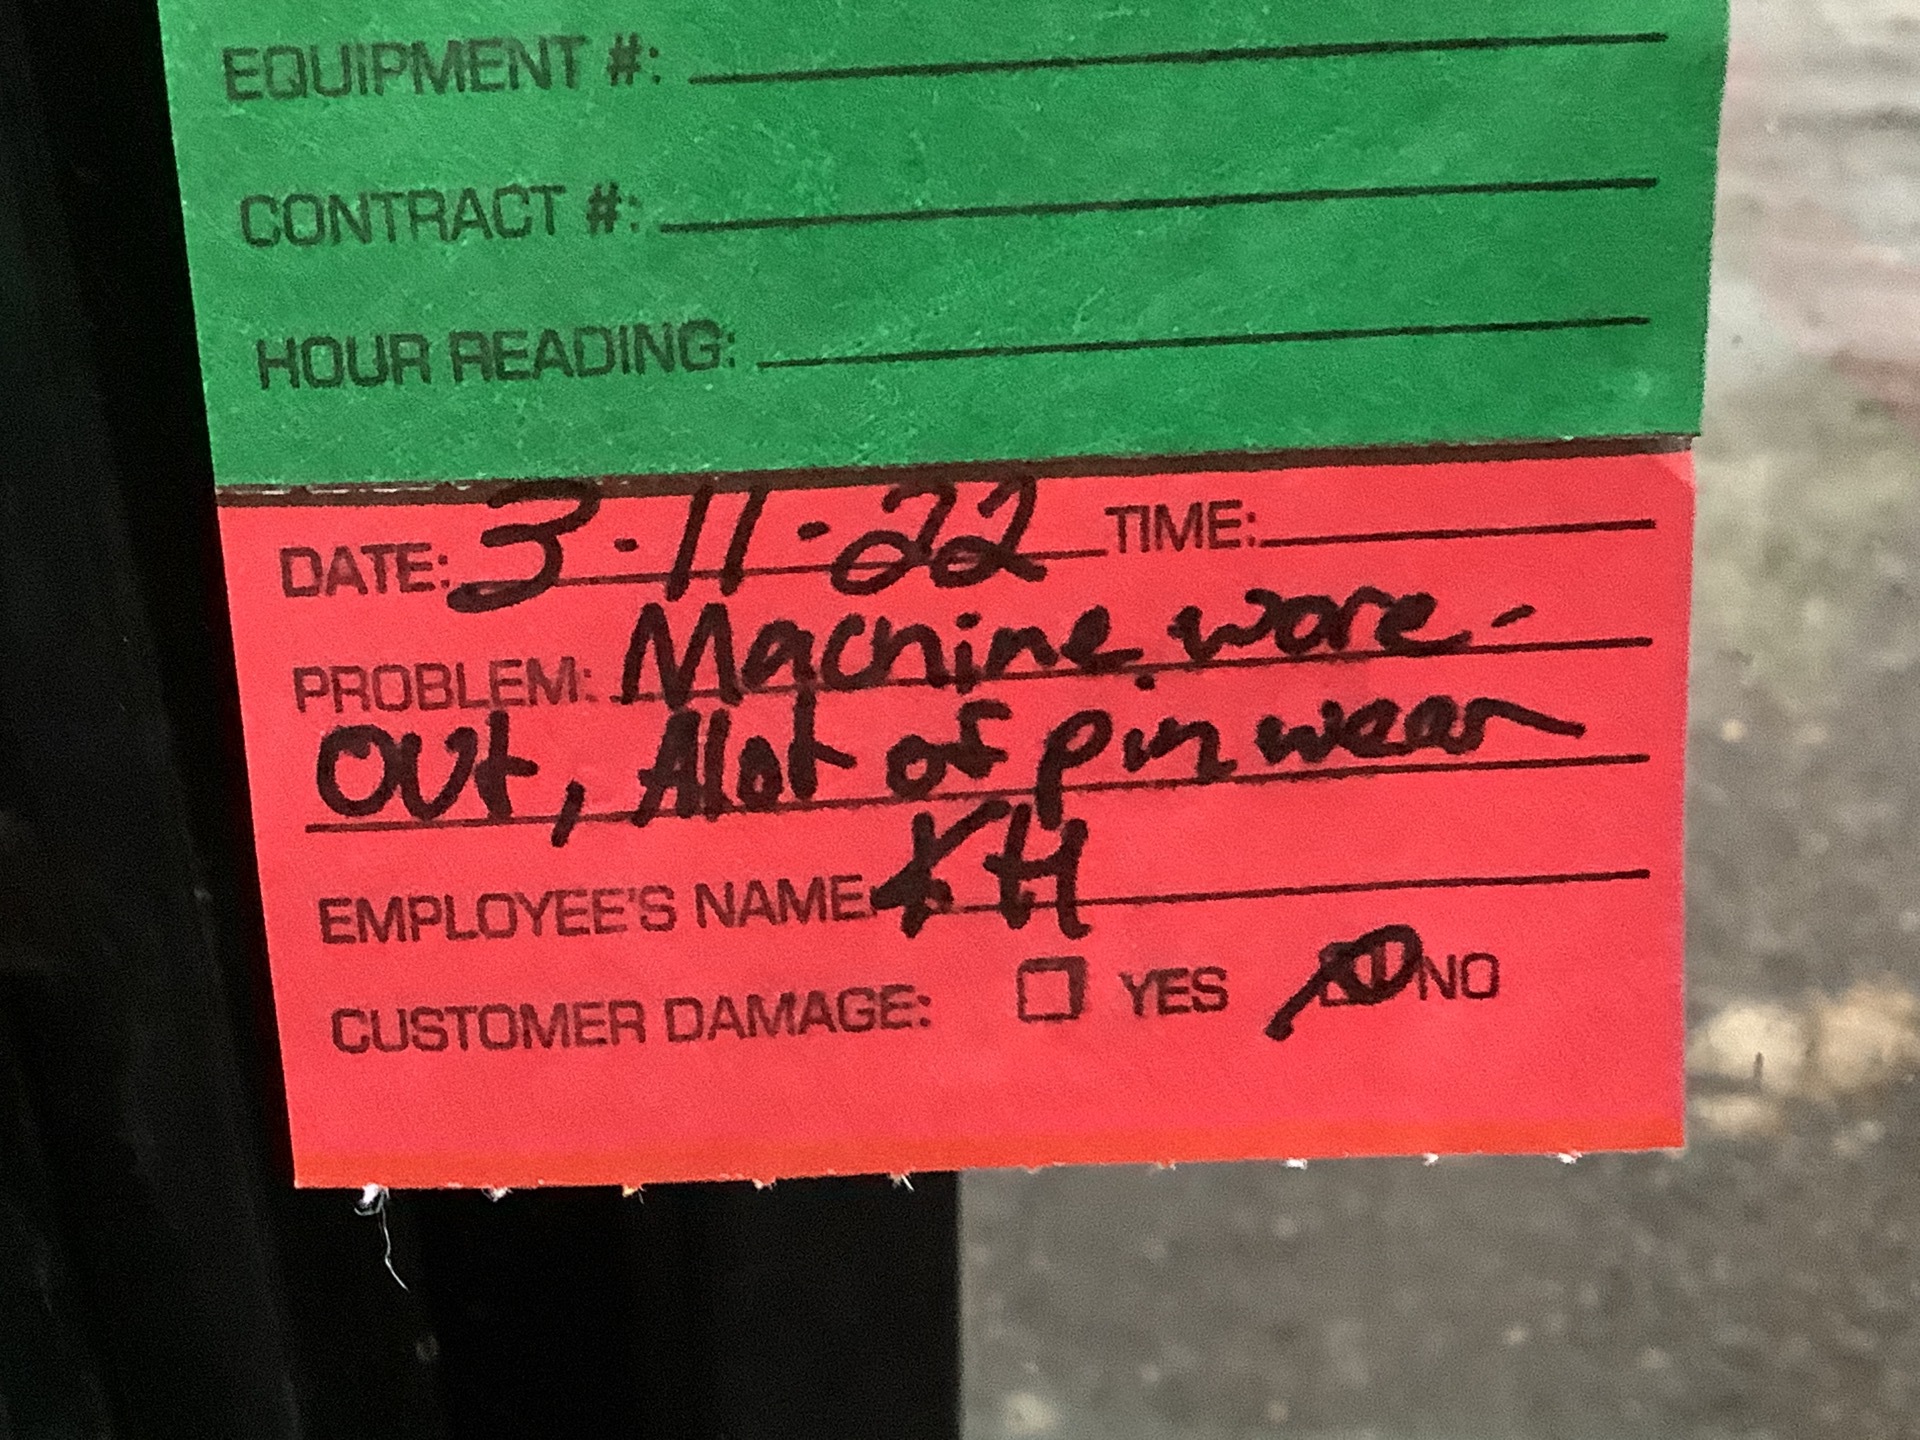 EQUIPMENT #:
CONTRACT #:
HOUR READING:
DATE: 3-11-22 TIME:
PROBLEM: Machine wore-
out, Alot of pin wear
EMPLOYEE'S NAME: KH
CUSTOMER DAMAGE: YES NO